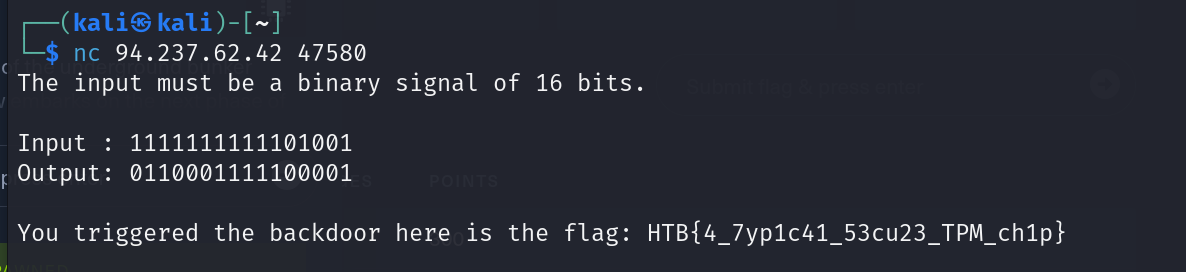 ┌──(kali㉿kali)-[~]
└─$ nc 94.237.62.42 47580
The input must be a binary signal of 16 bits.
Input : 1111111111101001
Output: 0110001111100001
You triggered the backdoor here is the flag: HTB{4_7yp1c41_53cu23_TPM_ch1p}